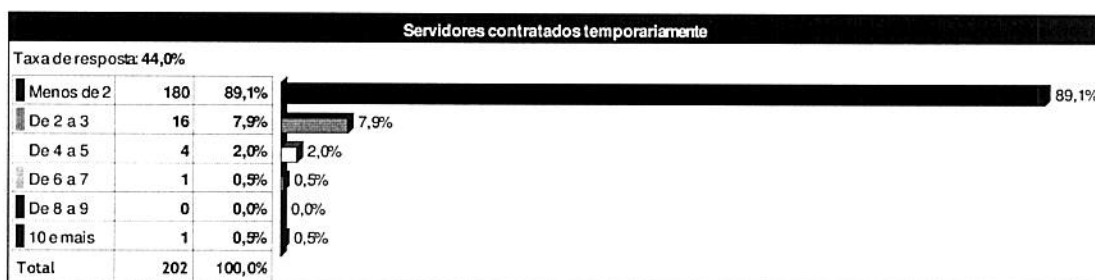 Servidores contratados temporariamente
Taxa de resposta: 44,0%
Menos de 2 180 89,1% 89,1%
De 2 a 3 16 7,9% 7,9%
De 4 a 5 4 2,0% 2,0%
De 6 a 7 1 0,5% 0,5%
De 8 a 9 0 0,0% 0,0%
10 e mais 1 0,5% 0,5%
Total 202 100,0%